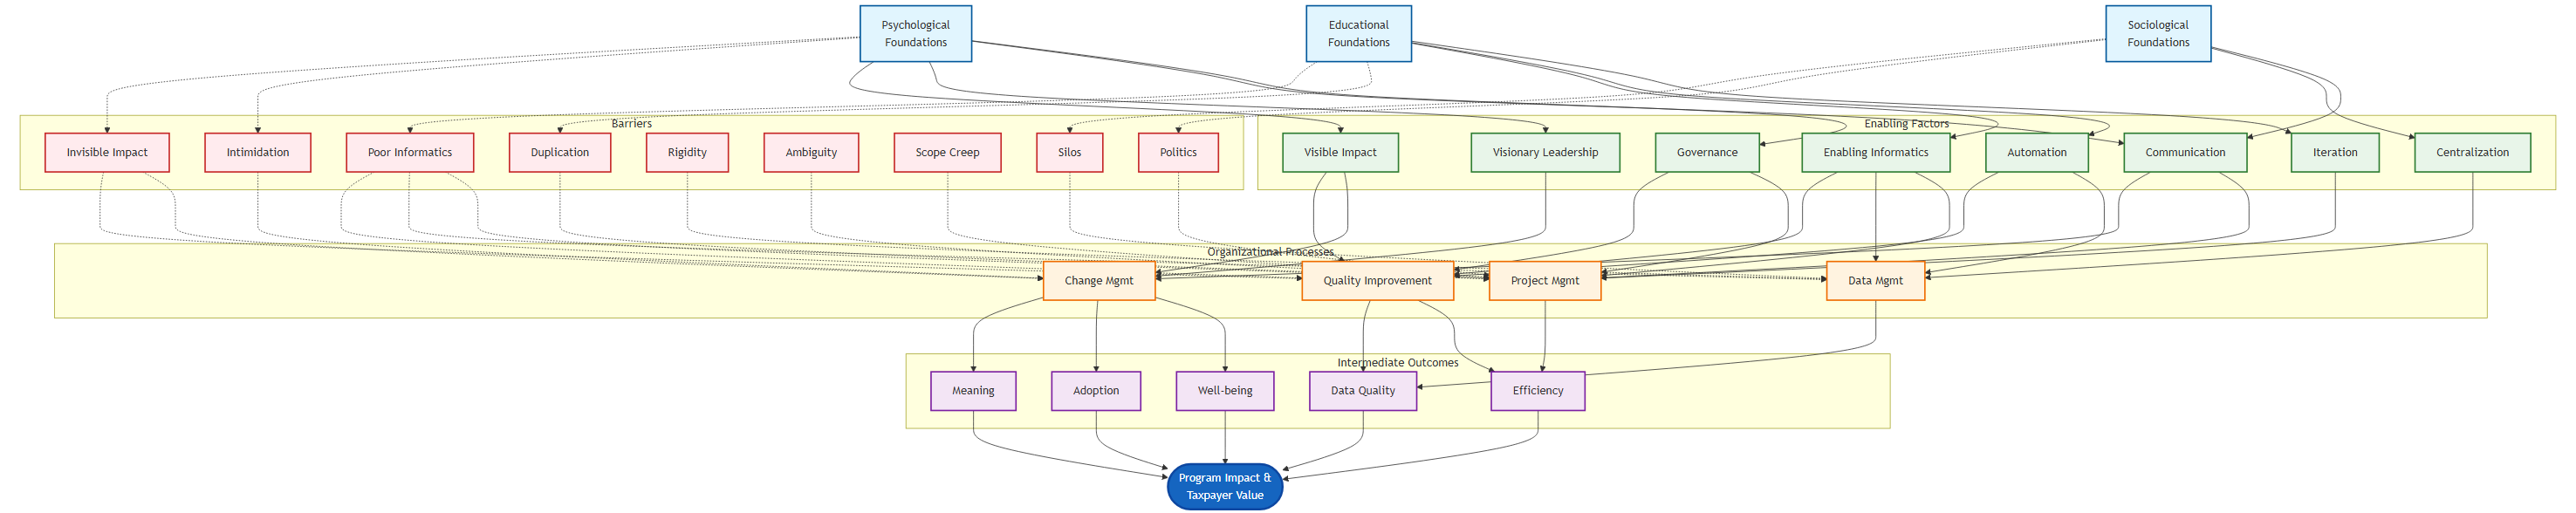 Psychological
Foundations
Educational
Foundations
Sociological
Foundations
Barriers
Enabling Factors
Invisible Impact
Intimidation
Poor Informatics
Duplication
Rigidity
Ambiguity
Scope Creep
Silos
Politics
Visible Impact
Visionary Leadership
Governance
Enabling Informatics
Automation
Communication
Iteration
Centralization
Organizational Processes
Change Mgmt
Quality Improvement
Project Mgmt
Data Mgmt
Intermediate Outcomes
Meaning
Adoption
Well-being
Data Quality
Efficiency
Program Impact &
Taxpayer Value